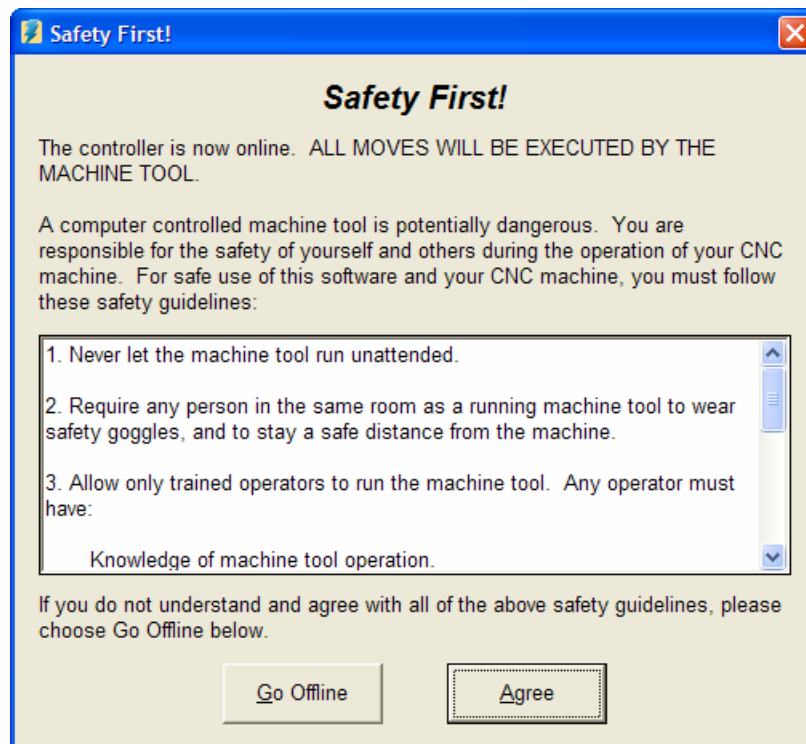 Safety First!
Safety First!
The controller is now online.  ALL MOVES WILL BE EXECUTED BY THE
MACHINE TOOL.
A computer controlled machine tool is potentially dangerous.  You are
responsible for the safety of yourself and others during the operation of your CNC
machine.  For safe use of this software and your CNC machine, you must follow
these safety guidelines:
1. Never let the machine tool run unattended.
2. Require any person in the same room as a running machine tool to wear
safety goggles, and to stay a safe distance from the machine.
3. Allow only trained operators to run the machine tool.  Any operator must
have:
Knowledge of machine tool operation.
If you do not understand and agree with all of the above safety guidelines, please
choose Go Offline below.
Go Offline
Agree